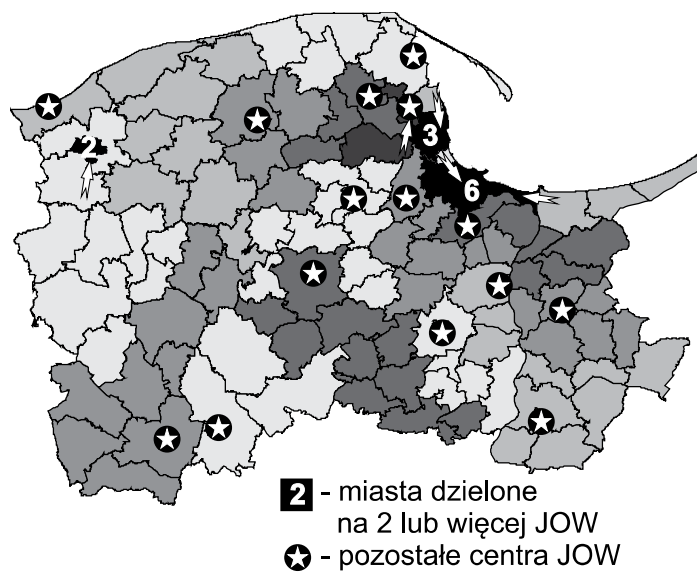 2
3
6
2 - miasta dzielone
na 2 lub więcej JOW
- pozostałe centra JOW